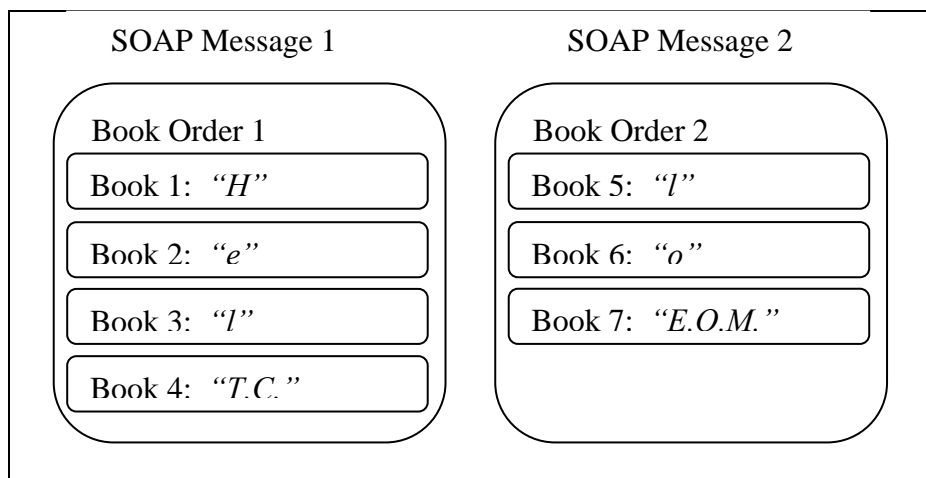 SOAP Message 1
Book Order 1
Book 1: “H”
Book 2: “e”
Book 3: “l”
Book 4: “T.C.”
SOAP Message 2
Book Order 2
Book 5: “l”
Book 6: “o”
Book 7: “E.O.M.”